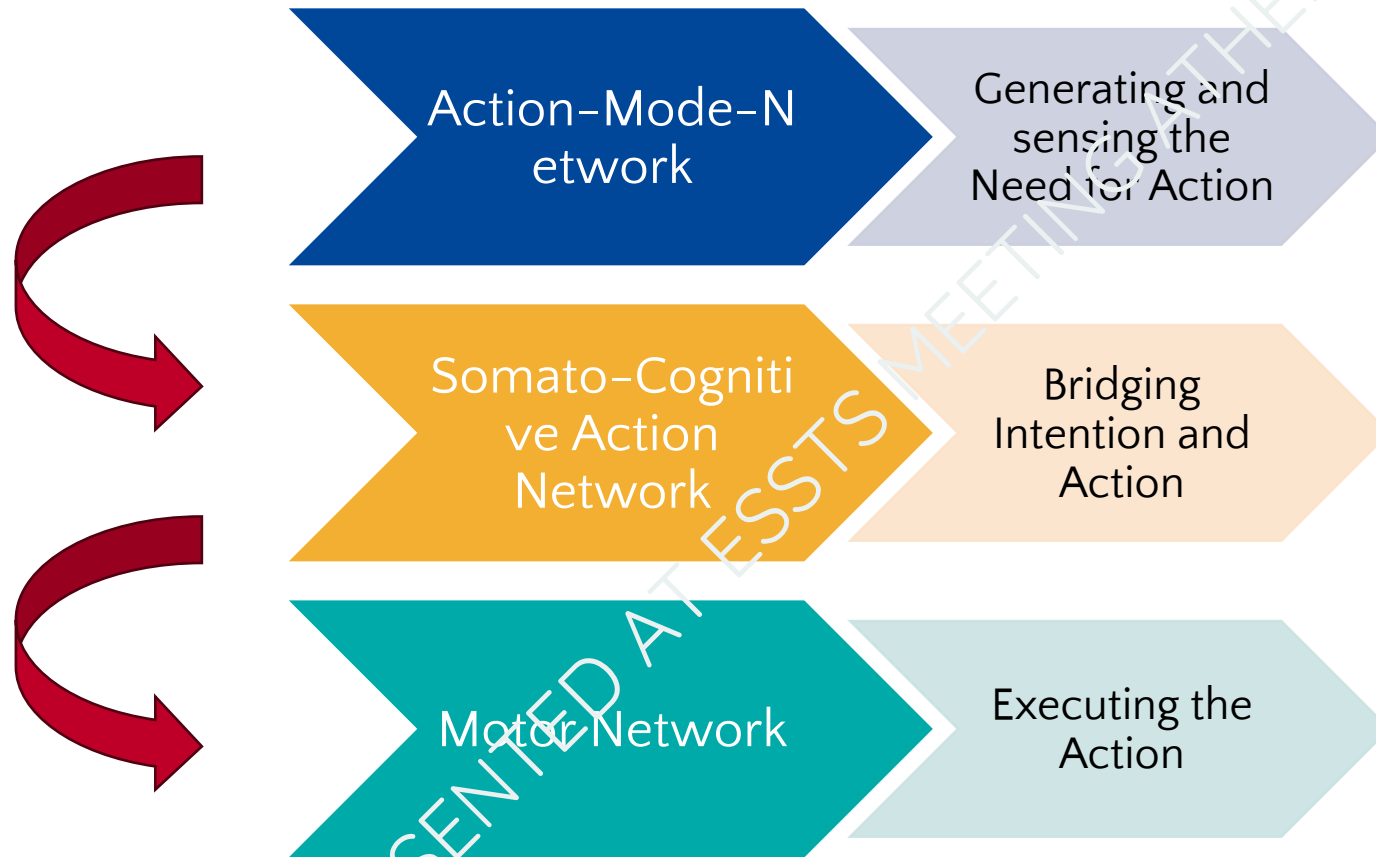 Action-Mode-N
etwork
Generating and
sensing the
Need for Action
Somato-Cogniti
ve Action
Network
Bridging
Intention and
Action
Motor Network
Executing the
Action
SENTED AT ESSTS MEETING ATHE